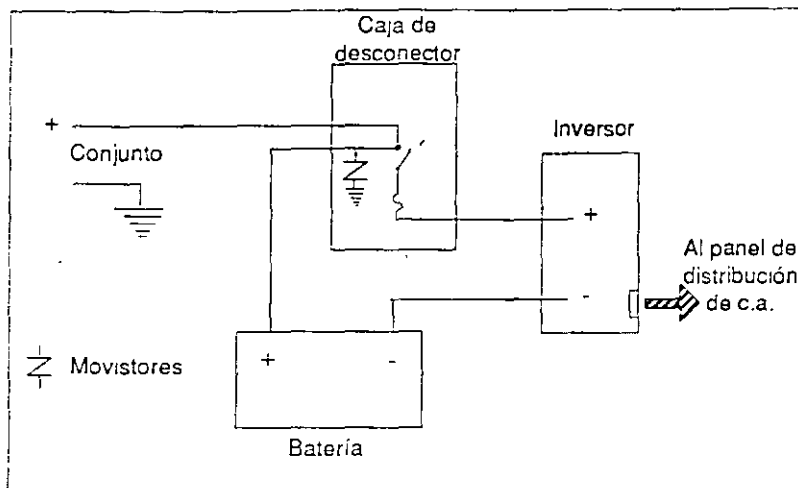 Caja de
desconector
+
Conjunto
Inversor
+
-
Al panel de
distribución
de c.a.
Movistores
+ -
Batería